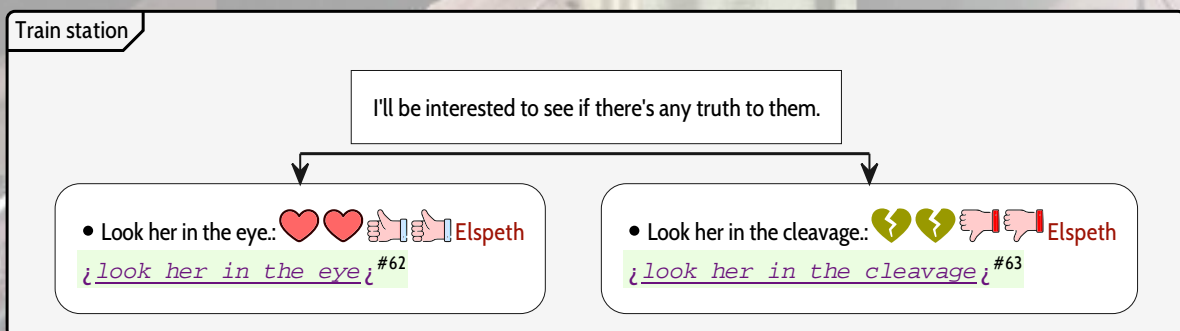 Train station
I'll be interested to see if there's any truth to them.
• Look her in the eye.: Elspeth
¿look her in the eye¿#62
• Look her in the cleavage.: Elspeth
¿look her in the cleavage¿#63